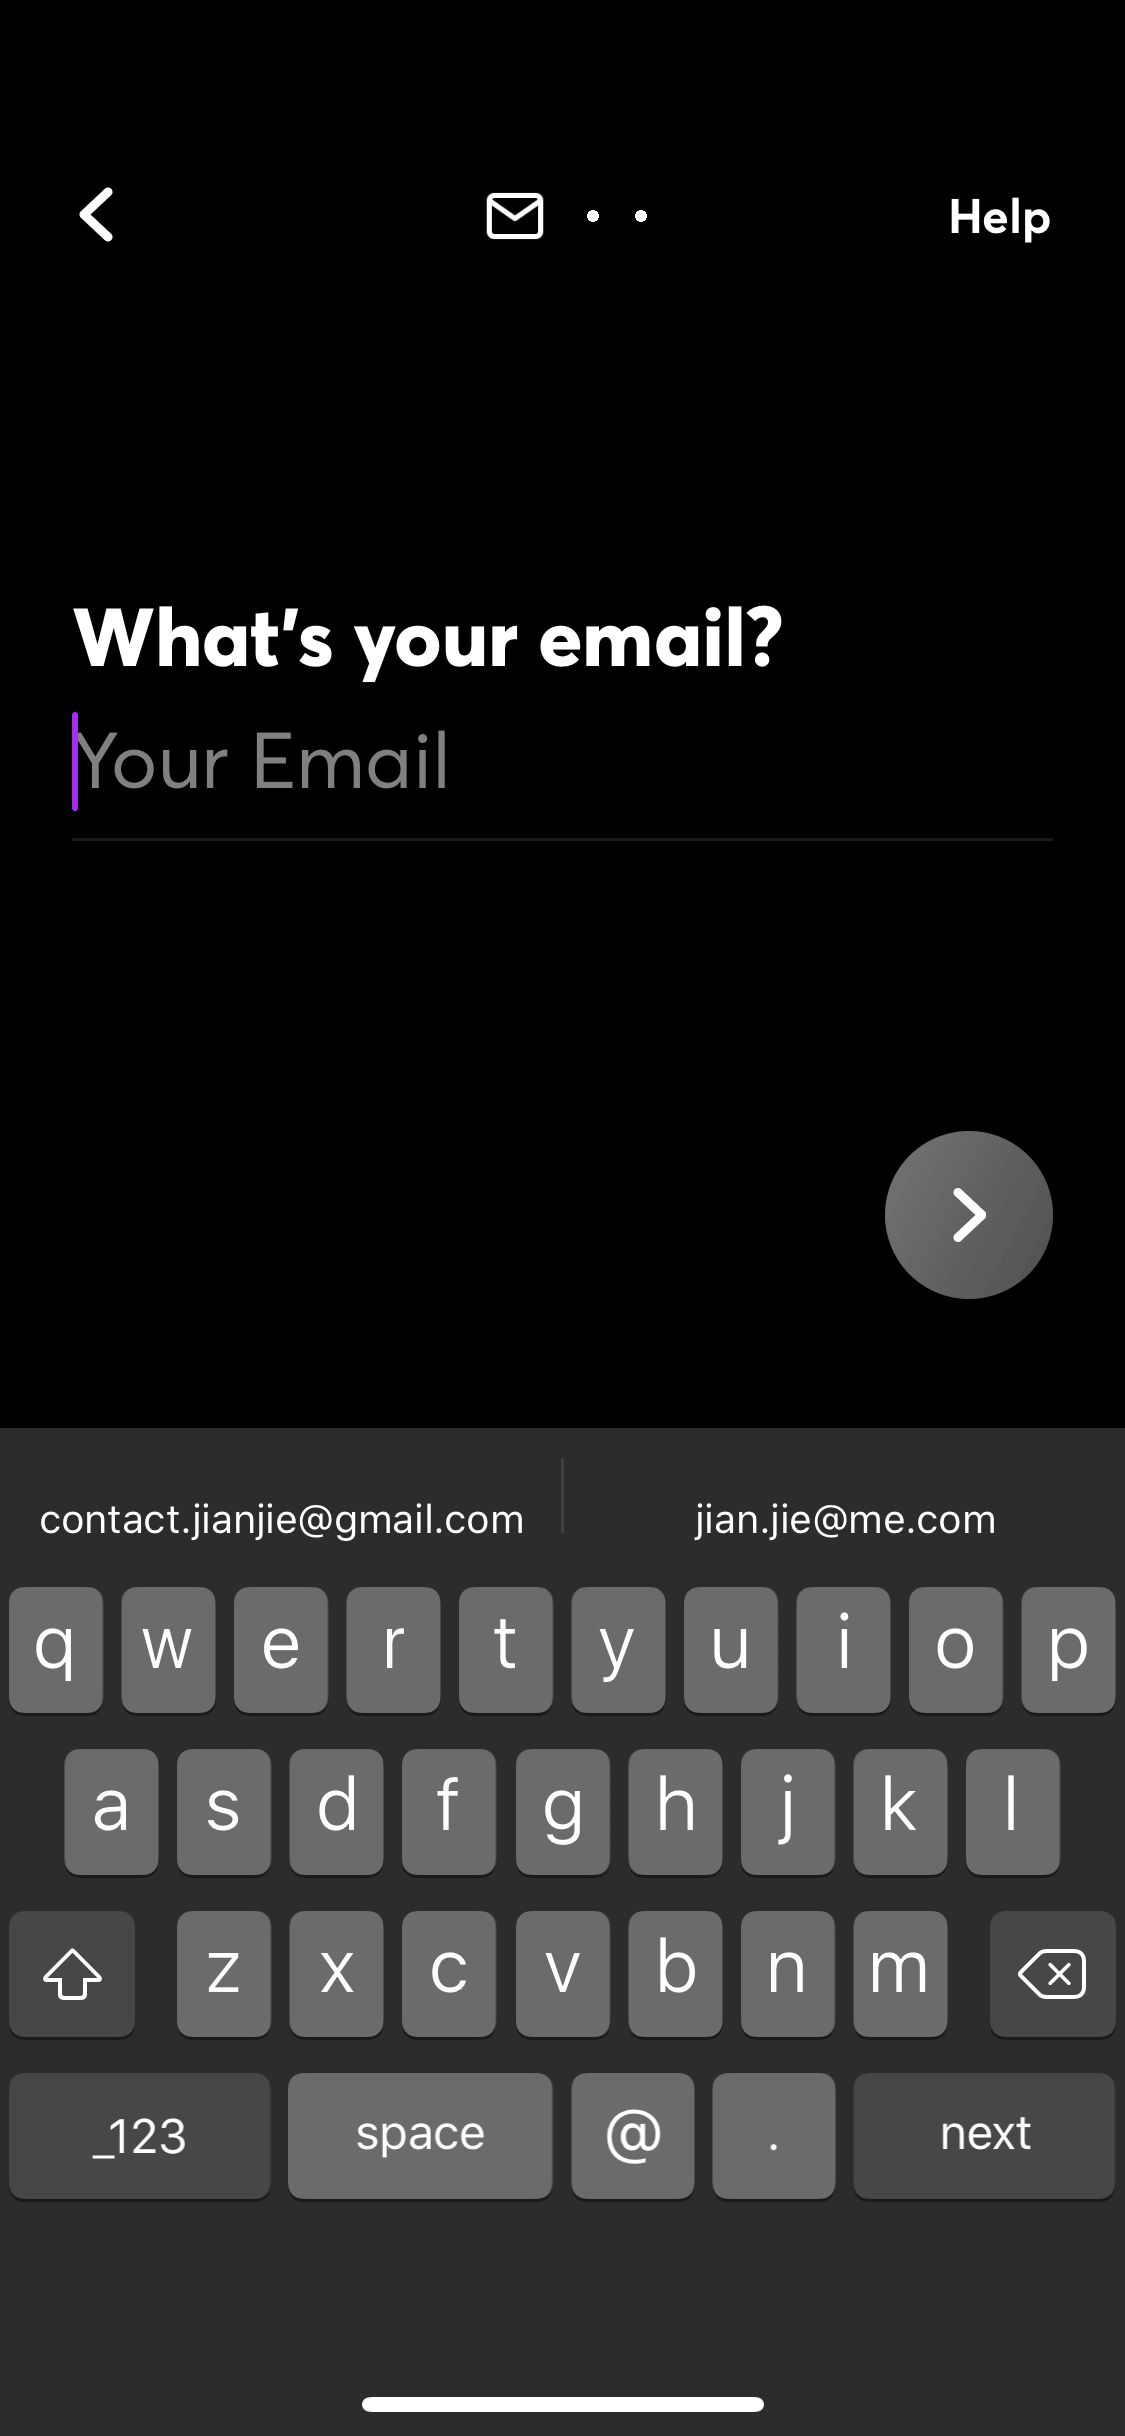 Help
What's your email?
Your Email
contact.jianjie@gmail.com jian.jie@me.com
q w e r t y u i o p
a s d f g h j k l
z x c v b n m
_123 space @ . next